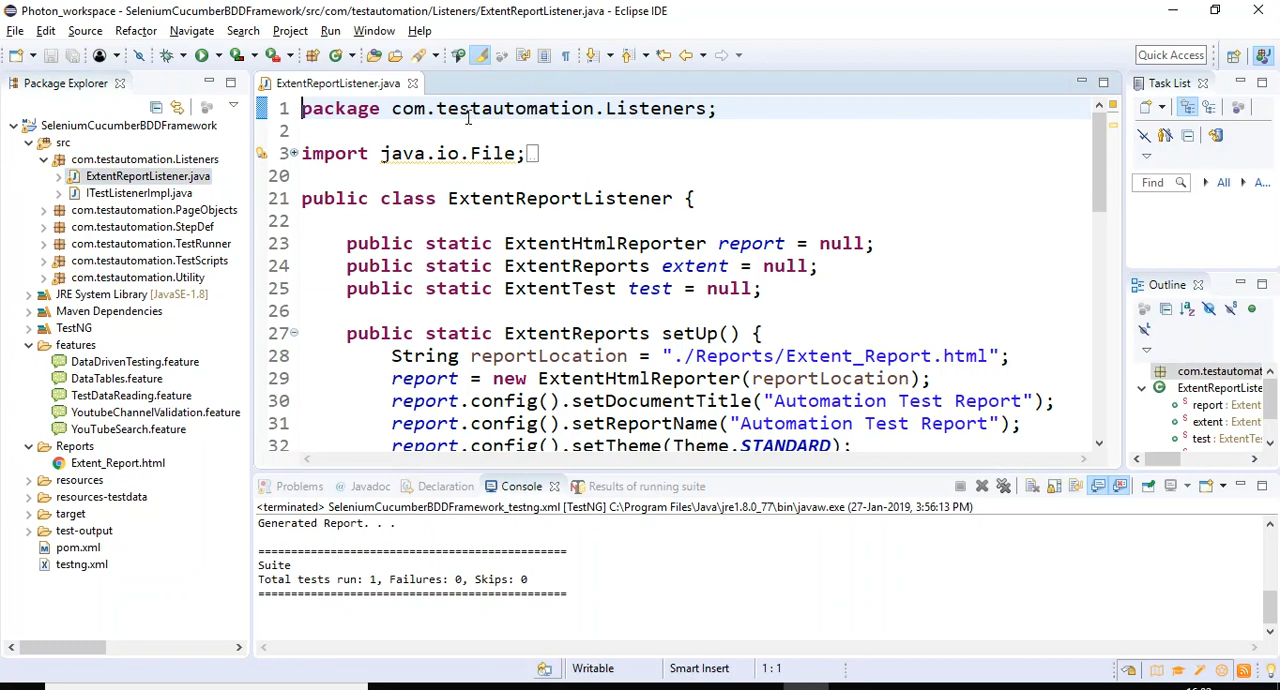 Photon_workspace - SeleniumCucumberBDDFramework/src/com/testautomation/Listeners/ExtentReportListener.java - Eclipse IDE
File Edit Source Refactor Navigate Search Project Run Window Help
Quick Access
Package Explorer
SeleniumCucumberBDDFramework
src
com.testautomation.Listeners
ExtentReportListener.java
ITestListenerImpl.java
com.testautomation.PageObjects
com.testautomation.StepDef
com.testautomation.TestRunner
com.testautomation.TestScripts
com.testautomation.Utility
JRE System Library [JavaSE-1.8]
Maven Dependencies
TestNG
features
DataDrivenTesting.feature
DataTables.feature
TestDataReading.feature
YoutubeChannelValidation.feature
YouTubeSearch.feature
Reports
Extent_Report.html
resources
resources-testdata
target
test-output
pom.xml
testng.xml
ExtentReportListener.java
1 package com.testautomation.Listeners;
2
3 import java.io.File;
20
21 public class ExtentReportListener {
22
23 public static ExtentHtmlReporter report = null;
24 public static ExtentReports extent = null;
25 public static ExtentTest test = null;
26
27 public static ExtentReports setUp() {
28 String reportLocation = "./Reports/Extent_Report.html";
29 report = new ExtentHtmlReporter(reportLocation);
30 report.config().setDocumentTitle("Automation Test Report");
31 report.config().setReportName("Automation Test Report");
32 report.config().setTheme(Theme.STANDARD);
Task List
Find All A...
Outline
com.testautomat
ExtentReportListe
report : Extent
extent : Extent
test : ExtentTe
Problems Javadoc Declaration Console Results of running suite
<terminated> SeleniumCucumberBDDFramework_testng.xml [TestNG] C:\Program Files\Java\jre1.8.0_77\bin\javaw.exe (27-Jan-2019, 3:56:13 PM)
Generated Report. . .
===============================================
Suite
Total tests run: 1, Failures: 0, Skips: 0
===============================================
Writable Smart Insert 1 : 1